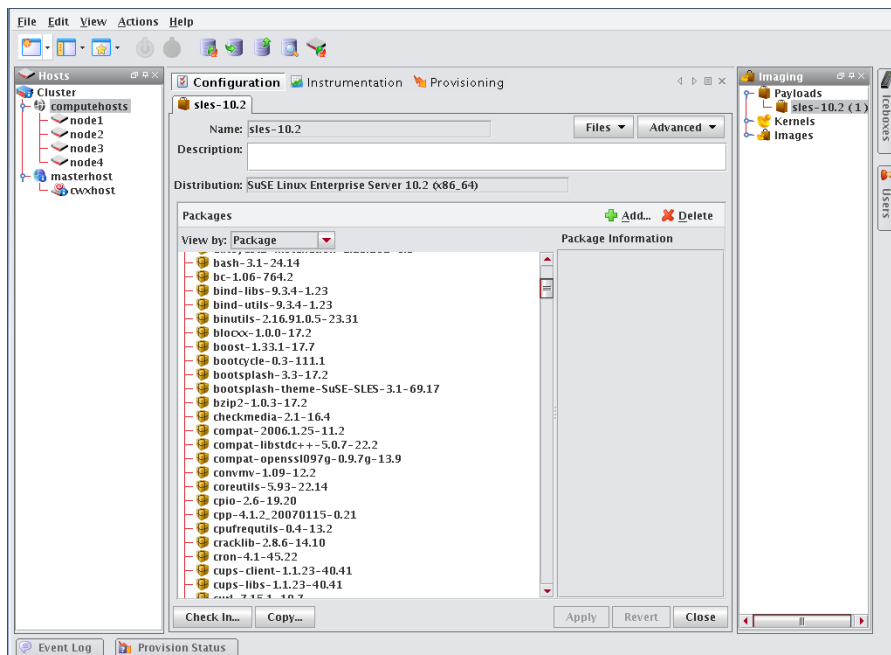 File Edit View Actions Help
Hosts
Cluster
computehosts
node1
node2
node3
node4
masterhost
cwxhost
Configuration Instrumentation Provisioning
sles-10.2
Name: sles-10.2
Files Advanced
Description:
Distribution: SuSE Linux Enterprise Server 10.2 (x86_64)
Packages
Add... Delete
View by: Package
Package Information
bash-3.1-24.14
bc-1.06-764.2
bind-libs-9.3.4-1.23
bind-utils-9.3.4-1.23
binutils-2.16.91.0.5-23.31
blocxx-1.0.0-17.2
boost-1.33.1-17.7
bootcycle-0.3-111.1
bootsplash-3.3-17.2
bootsplash-theme-SuSE-SLES-3.1-69.17
bzip2-1.0.3-17.2
checkmedia-2.1-16.4
compat-2006.1.25-11.2
compat-libstdc++-5.0.7-22.2
compat-openssl097g-0.9.7g-13.9
convmv-1.09-12.2
coreutils-5.93-22.14
cpio-2.6-19.20
cpp-4.1.2_20070115-0.21
cpufrequtils-0.4-13.2
cracklib-2.8.6-14.10
cron-4.1-45.22
cups-client-1.1.23-40.41
cups-libs-1.1.23-40.41
Check In... Copy...
Apply Revert Close
Imaging
Payloads
sles-10.2 (1)
Kernels
Images
Iceboxes
Users
Event Log Provision Status